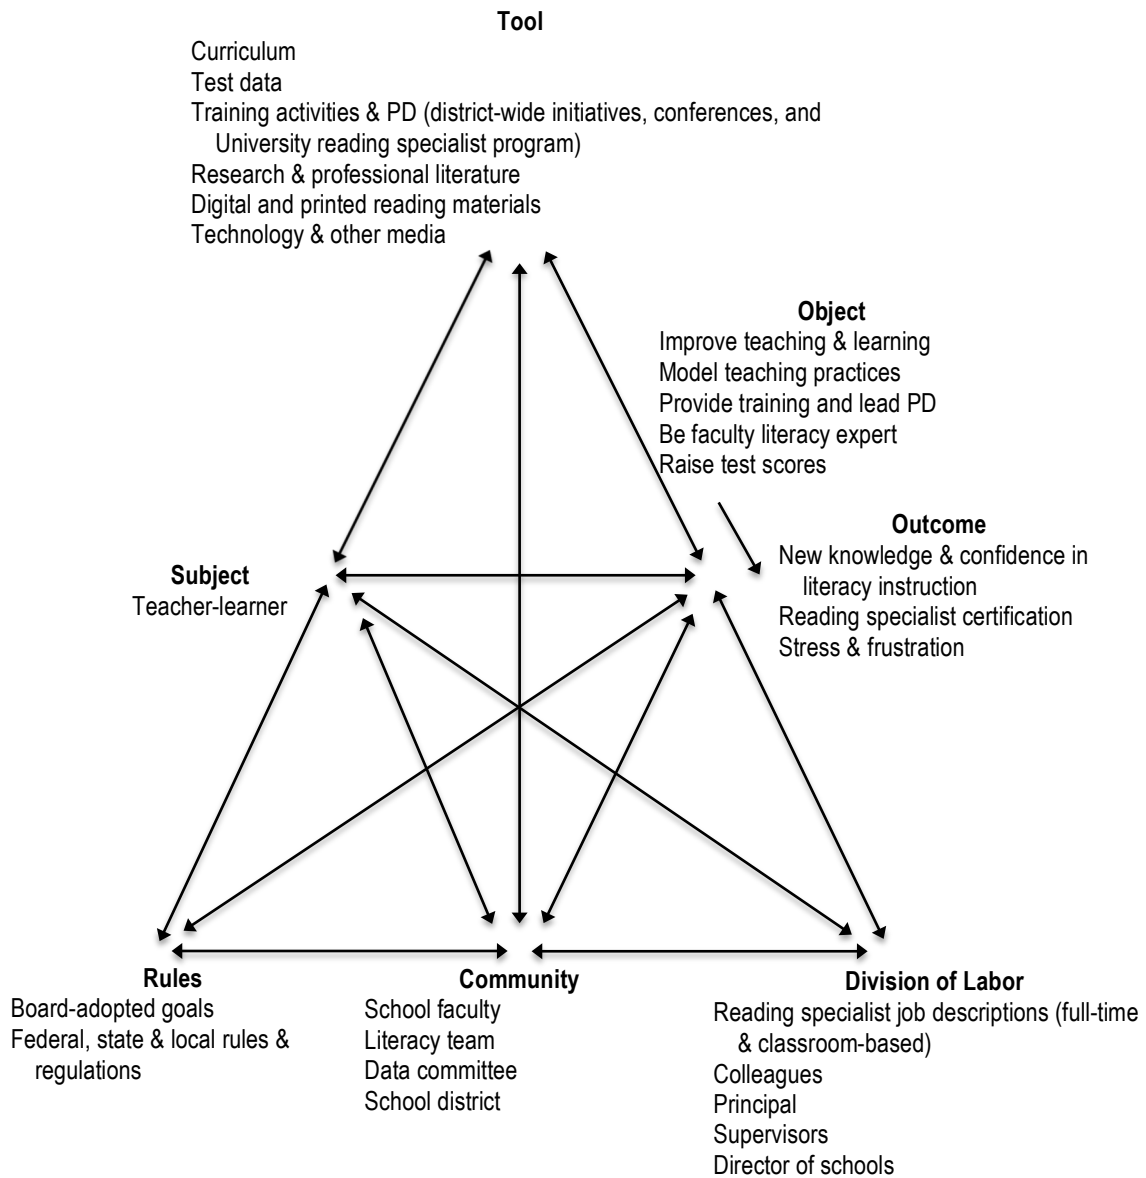 Tool
Curriculum
Test data
Training activities & PD (district-wide initiatives, conferences, and
University reading specialist program)
Research & professional literature
Digital and printed reading materials
Technology & other media
Object
Improve teaching & learning
Model teaching practices
Provide training and lead PD
Be faculty literacy expert
Raise test scores
Outcome
New knowledge & confidence in
literacy instruction
Reading specialist certification
Stress & frustration
Subject
Teacher-learner
Rules
Board-adopted goals
Federal, state & local rules &
regulations
Community
School faculty
Literacy team
Data committee
School district
Division of Labor
Reading specialist job descriptions (full-time
& classroom-based)
Colleagues
Principal
Supervisors
Director of schools